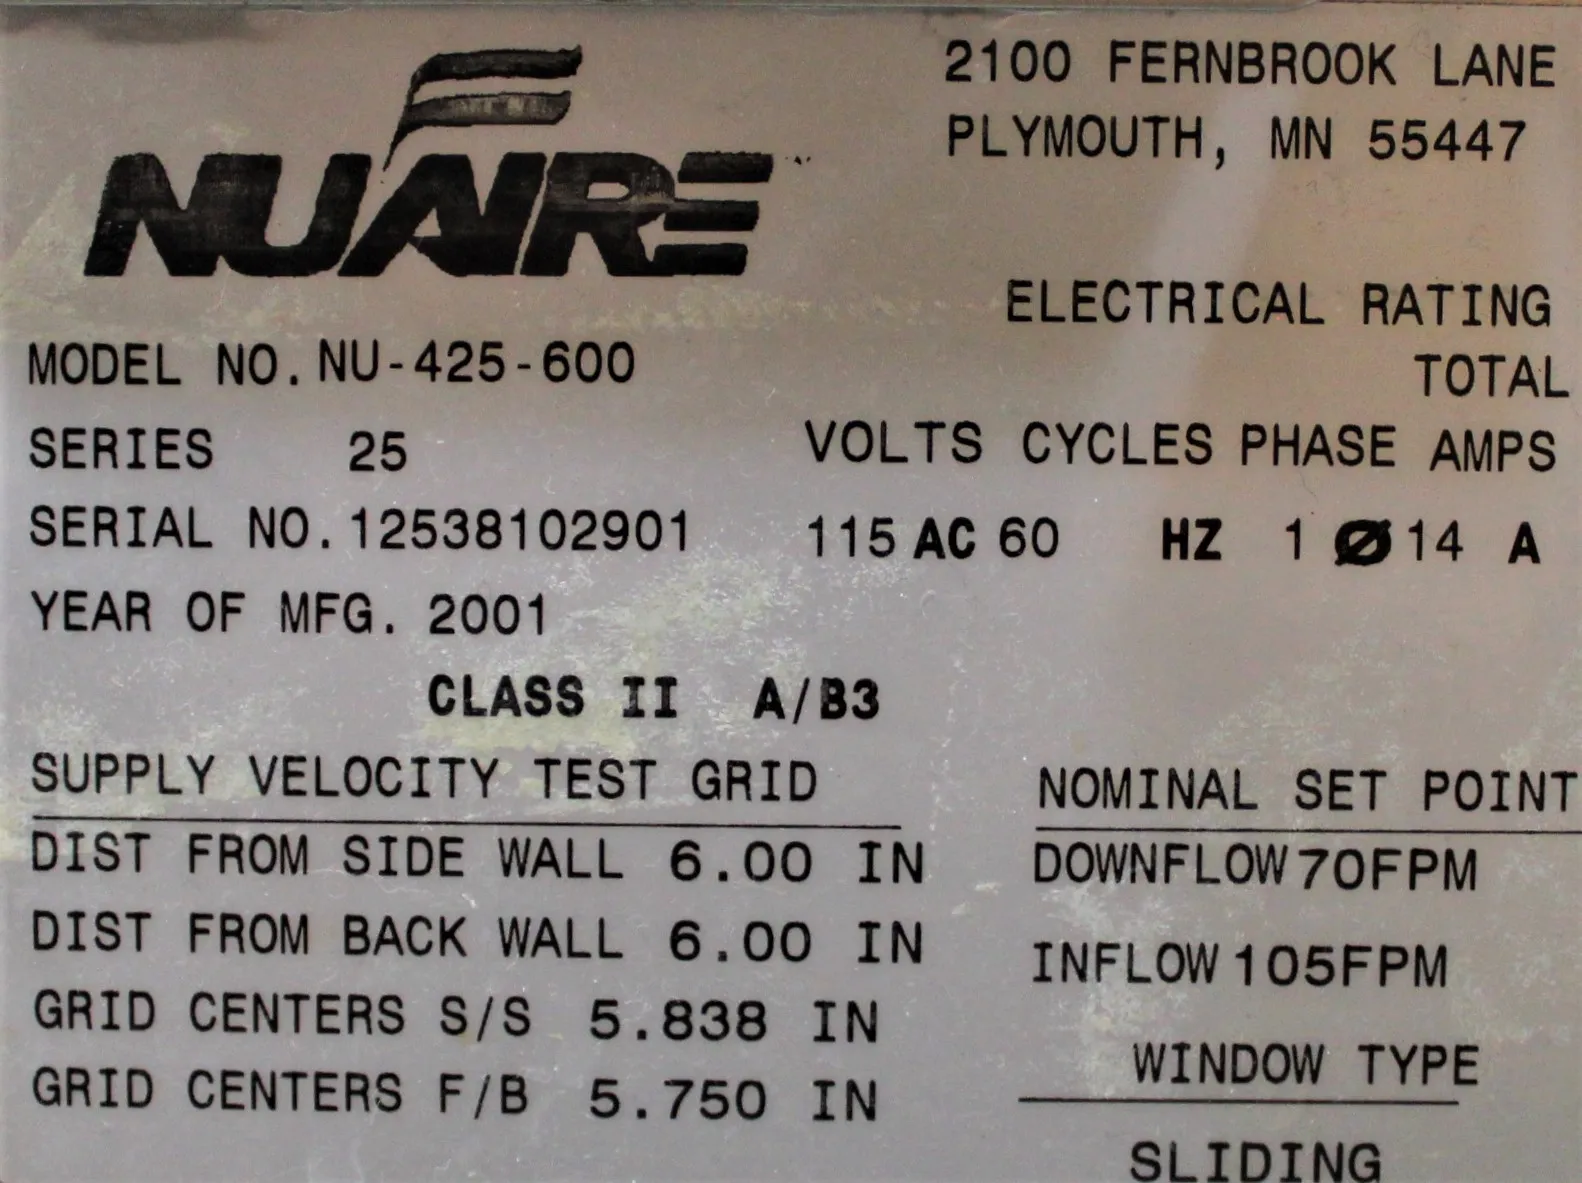 NUAIRE
2100 FERNBROOK LANE
PLYMOUTH, MN 55447
ELECTRICAL RATING
TOTAL
VOLTS CYCLES PHASE AMPS
115 AC 60 HZ 1 Ø 14 A
MODEL NO. NU-425-600
SERIES 25
SERIAL NO. 12538102901
YEAR OF MFG. 2001
CLASS II A/B3
SUPPLY VELOCITY TEST GRID
DIST FROM SIDE WALL 6.00 IN
DIST FROM BACK WALL 6.00 IN
GRID CENTERS S/S 5.838 IN
GRID CENTERS F/B 5.750 IN
NOMINAL SET POINT
DOWNFLOW 70FPM
INFLOW 105FPM
WINDOW TYPE
SLIDING